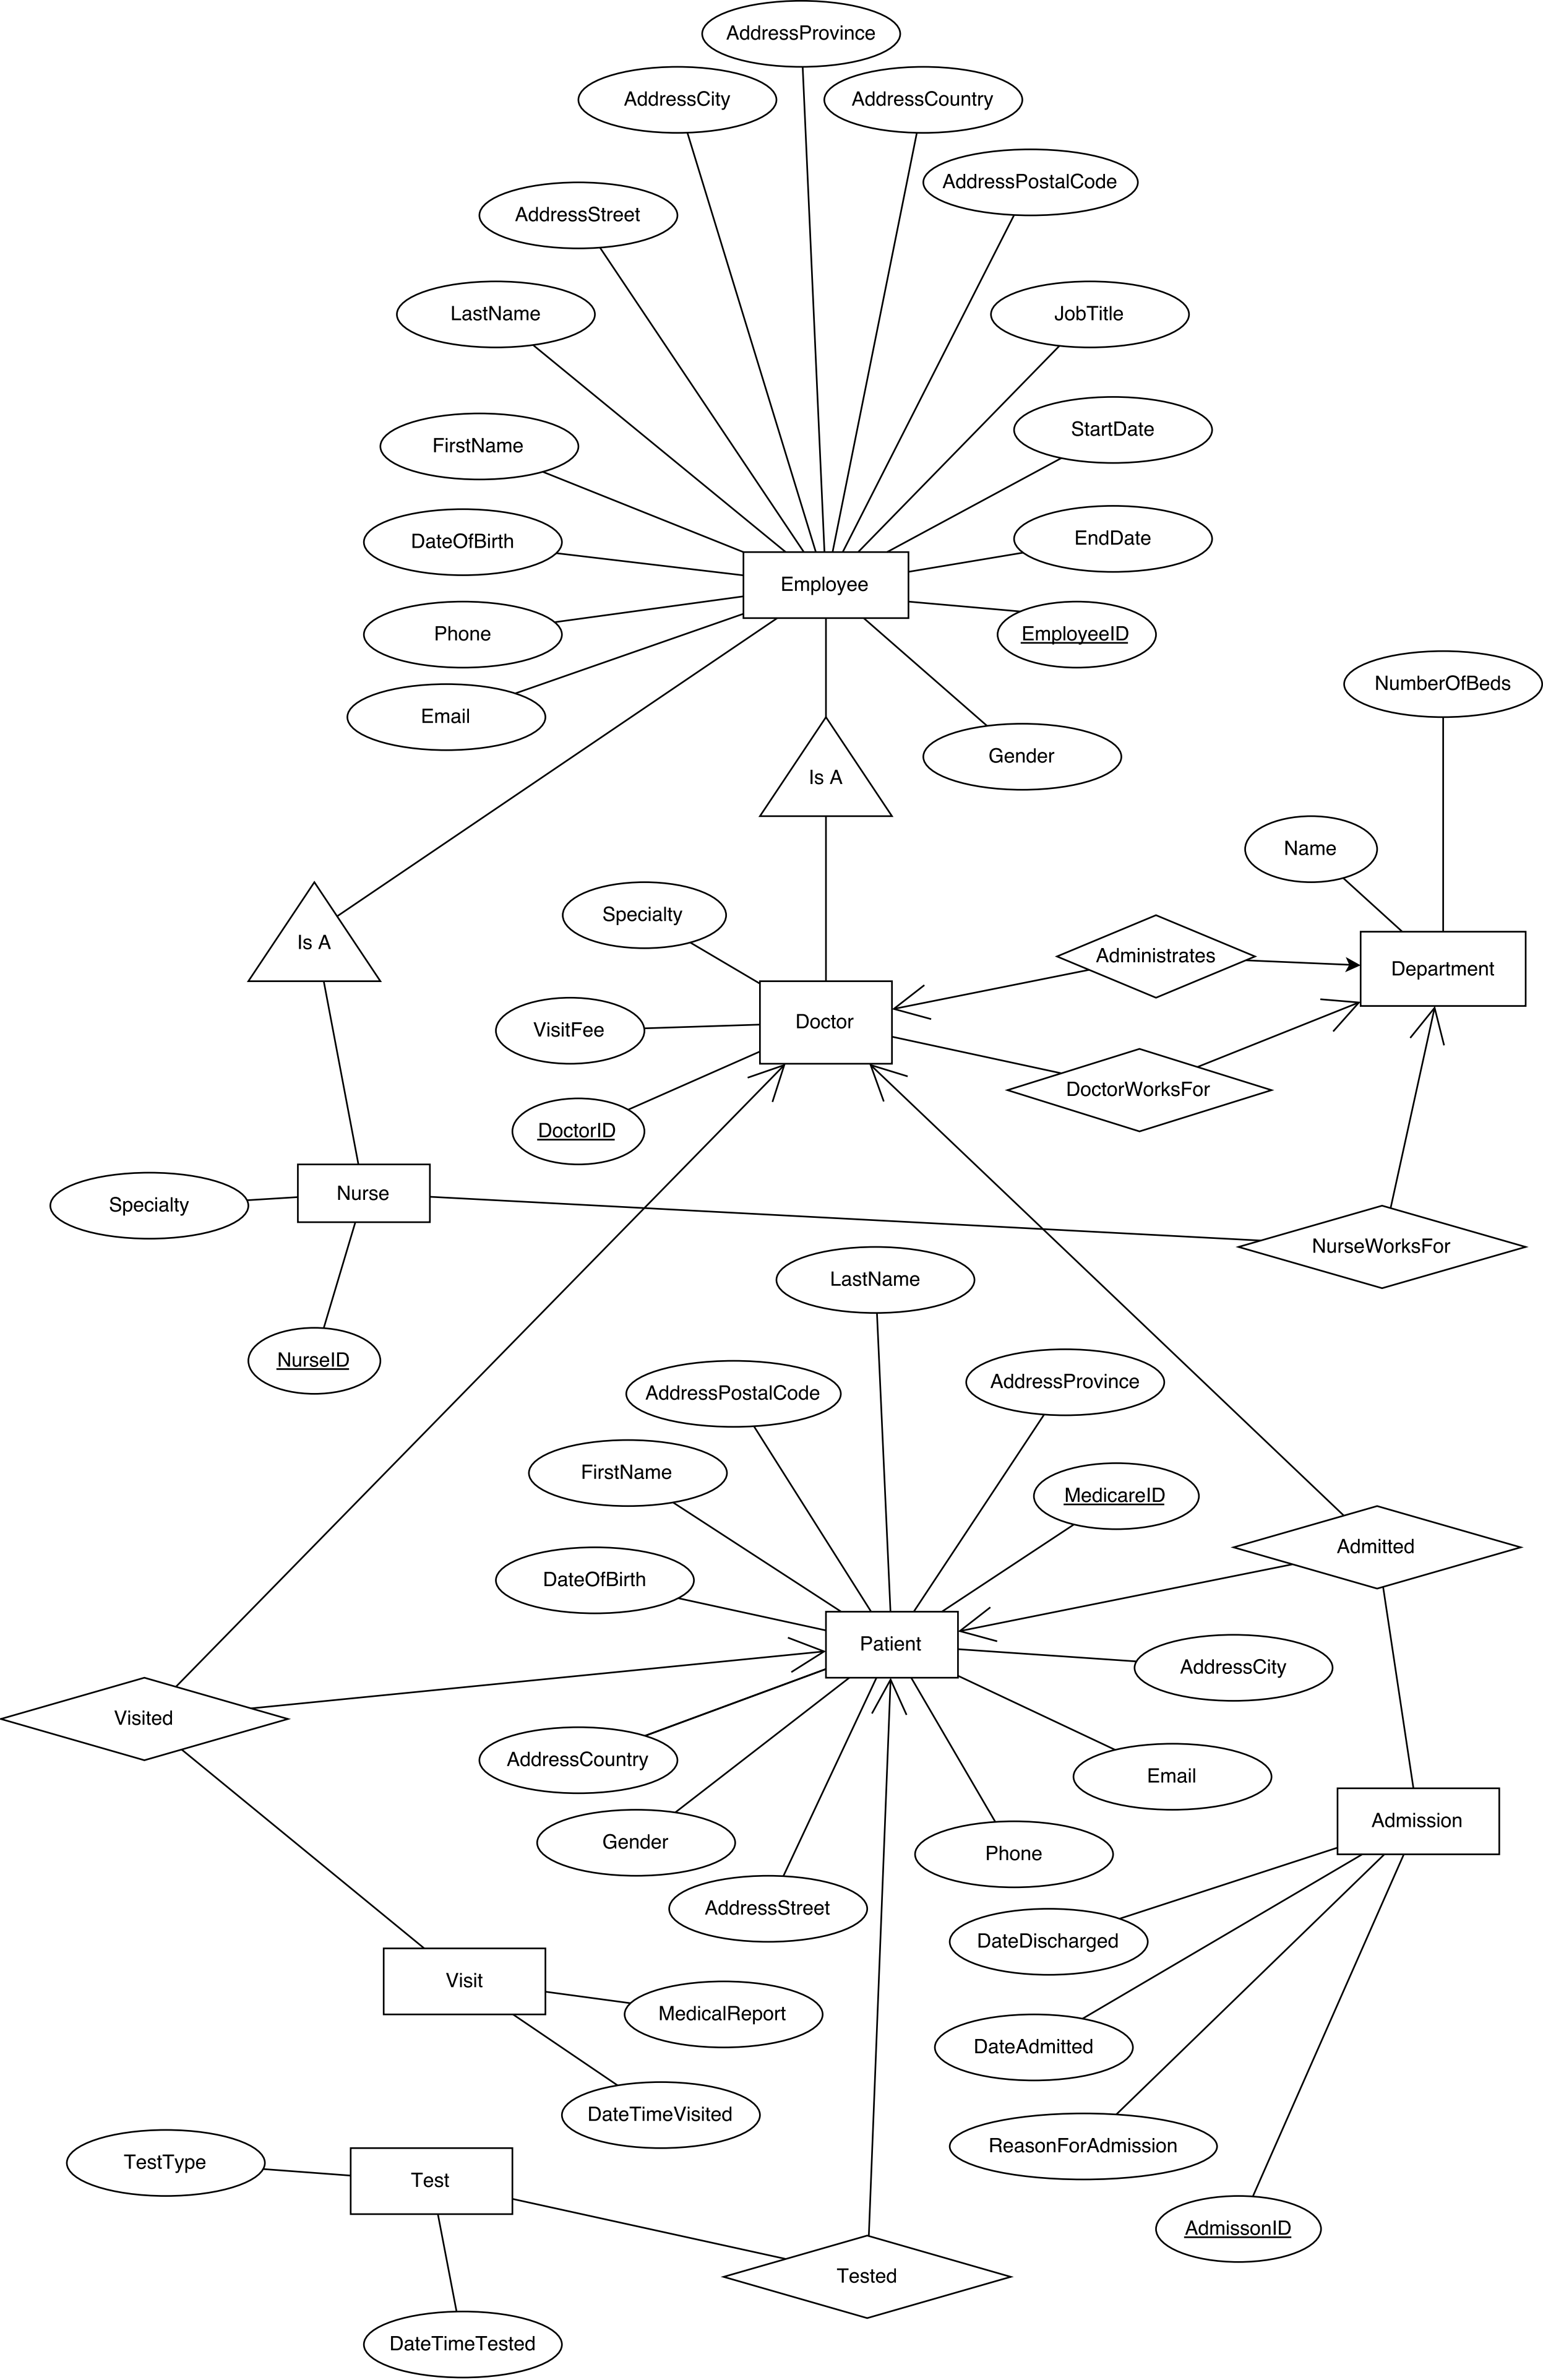 AddressProvince
AddressCity
AddressCountry
AddressPostalCode
AddressStreet
LastName
JobTitle
StartDate
FirstName
DateOfBirth
EndDate
Employee
Phone
EmployeeID
NumberOfBeds
Email
Gender
Is A
Name
Specialty
Is A
Administrates
Department
Doctor
VisitFee
DoctorWorksFor
DoctorID
Nurse
Specialty
NurseWorksFor
LastName
NurseID
AddressProvince
AddressPostalCode
FirstName
MedicareID
Admitted
DateOfBirth
Patient
AddressCity
Visited
AddressCountry
Email
Admission
Gender
Phone
AddressStreet
DateDischarged
Visit
MedicalReport
DateAdmitted
DateTimeVisited
ReasonForAdmission
TestType
Test
AdmissonID
Tested
DateTimeTested